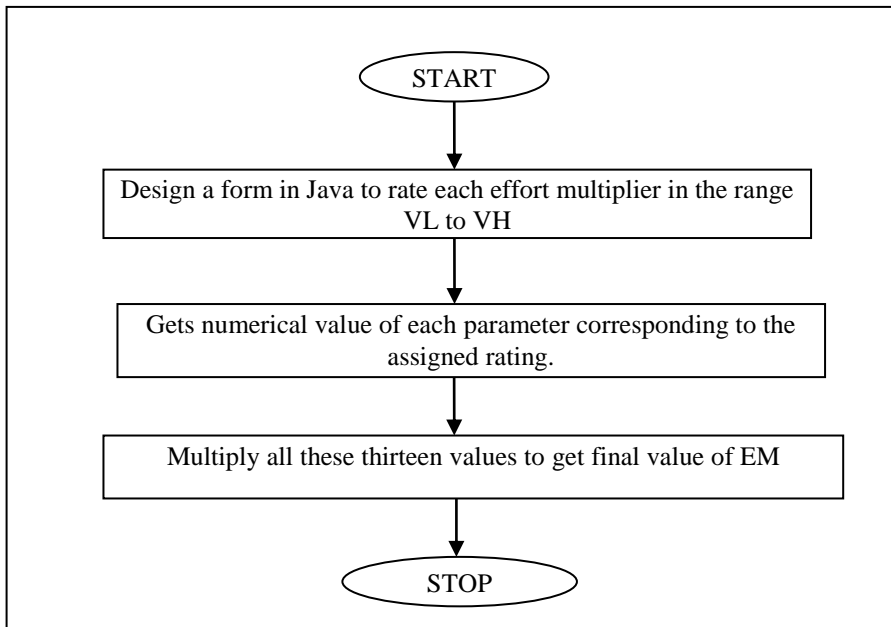 START
Design a form in Java to rate each effort multiplier in the range
VL to VH
Gets numerical value of each parameter corresponding to the
assigned rating.
Multiply all these thirteen values to get final value of EM
STOP